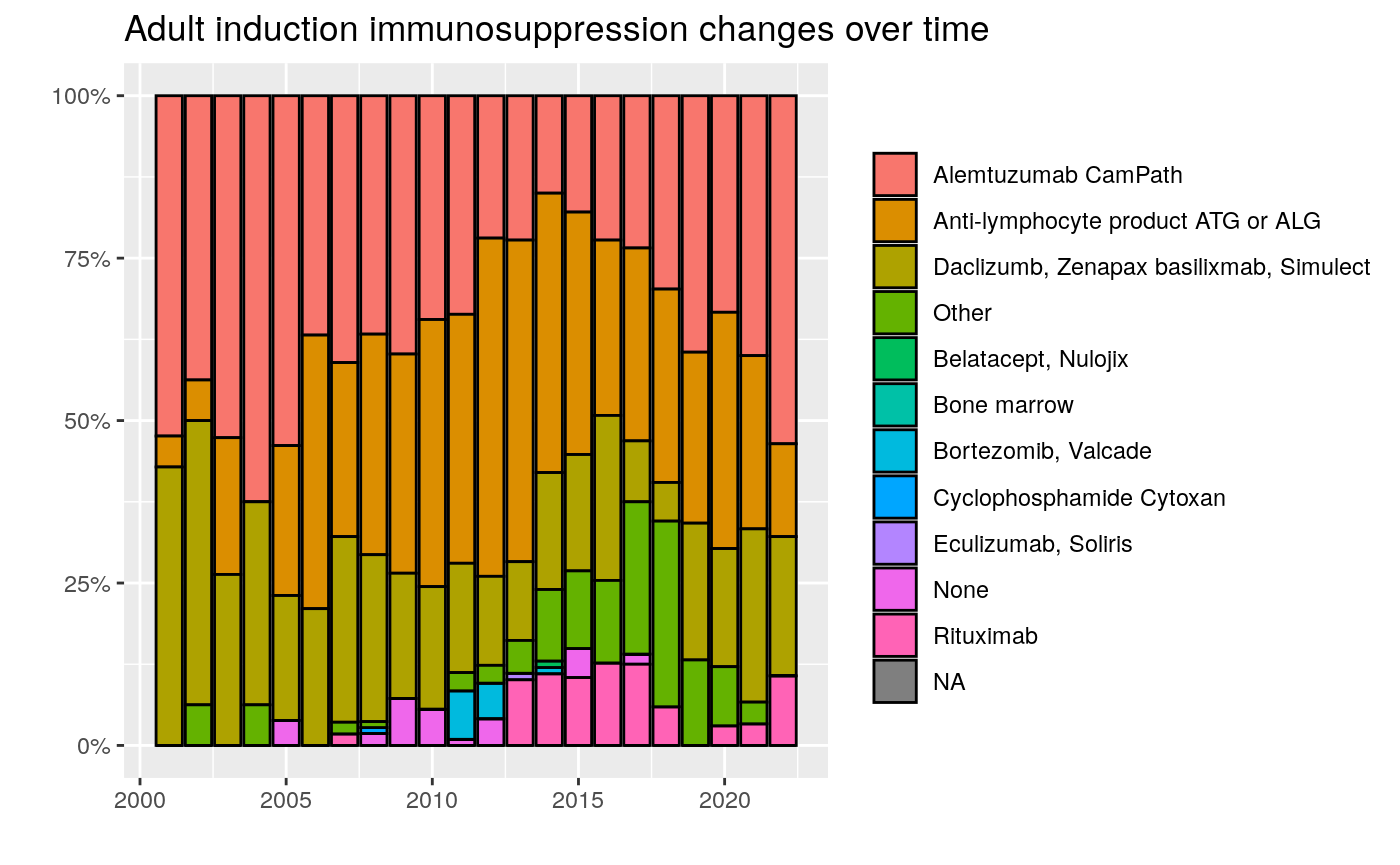 Adult induction immunosuppression changes over time
100%
75%
50%
25%
0%
2000 2005 2010 2015 2020
Alemtuzumab CamPath
Anti-lymphocyte product ATG or ALG
Daclizumb, Zenapax basilixmab, Simulect
Other
Belatacept, Nulojix
Bone marrow
Bortezomib, Valcade
Cyclophosphamide Cytoxan
Eculizumab, Soliris
None
Rituximab
NA